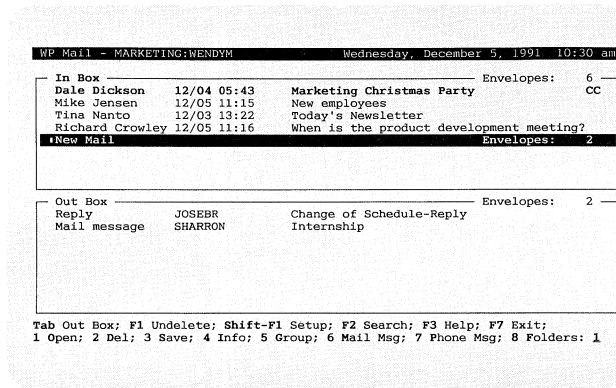 WP Mail - MARKETING:WENDYM Wednesday, December 5, 1991 10:30 am
In Box Envelopes: 6
Dale Dickson 12/04 05:43 Marketing Christmas Party CC
Mike Jensen 12/05 11:15 New employees
Tina Nanto 12/03 13:22 Today's Newsletter
Richard Crowley 12/05 11:16 When is the product development meeting?
New Mail Envelopes: 2
Out Box Envelopes: 2
Reply JOSEBR Change of Schedule-Reply
Mail message SHARRON Internship
Tab Out Box; F1 Undelete; Shift-F1 Setup; F2 Search; F3 Help; F7 Exit;
1 Open; 2 Del; 3 Save; 4 Info; 5 Group; 6 Mail Msg; 7 Phone Msg; 8 Folders: 1